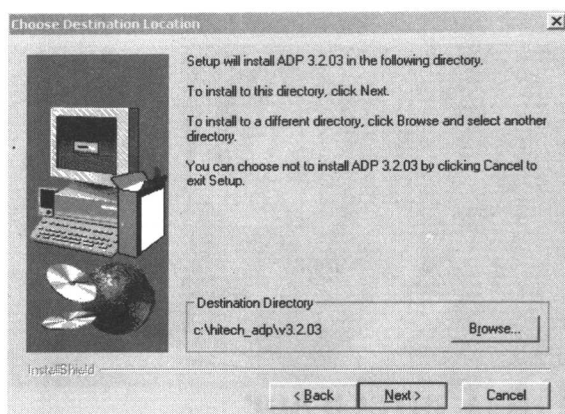 Choose Destination Location
Setup will install ADP 3.2.03 in the following directory.
To install to this directory, click Next.
To install to a different directory, click Browse and select another
directory.
You can choose not to install ADP 3.2.03 by clicking Cancel to
exit Setup.
Destination Directory
c:\hitech_adp\v3.2.03
Browse...
InstallShield
< Back
Next >
Cancel